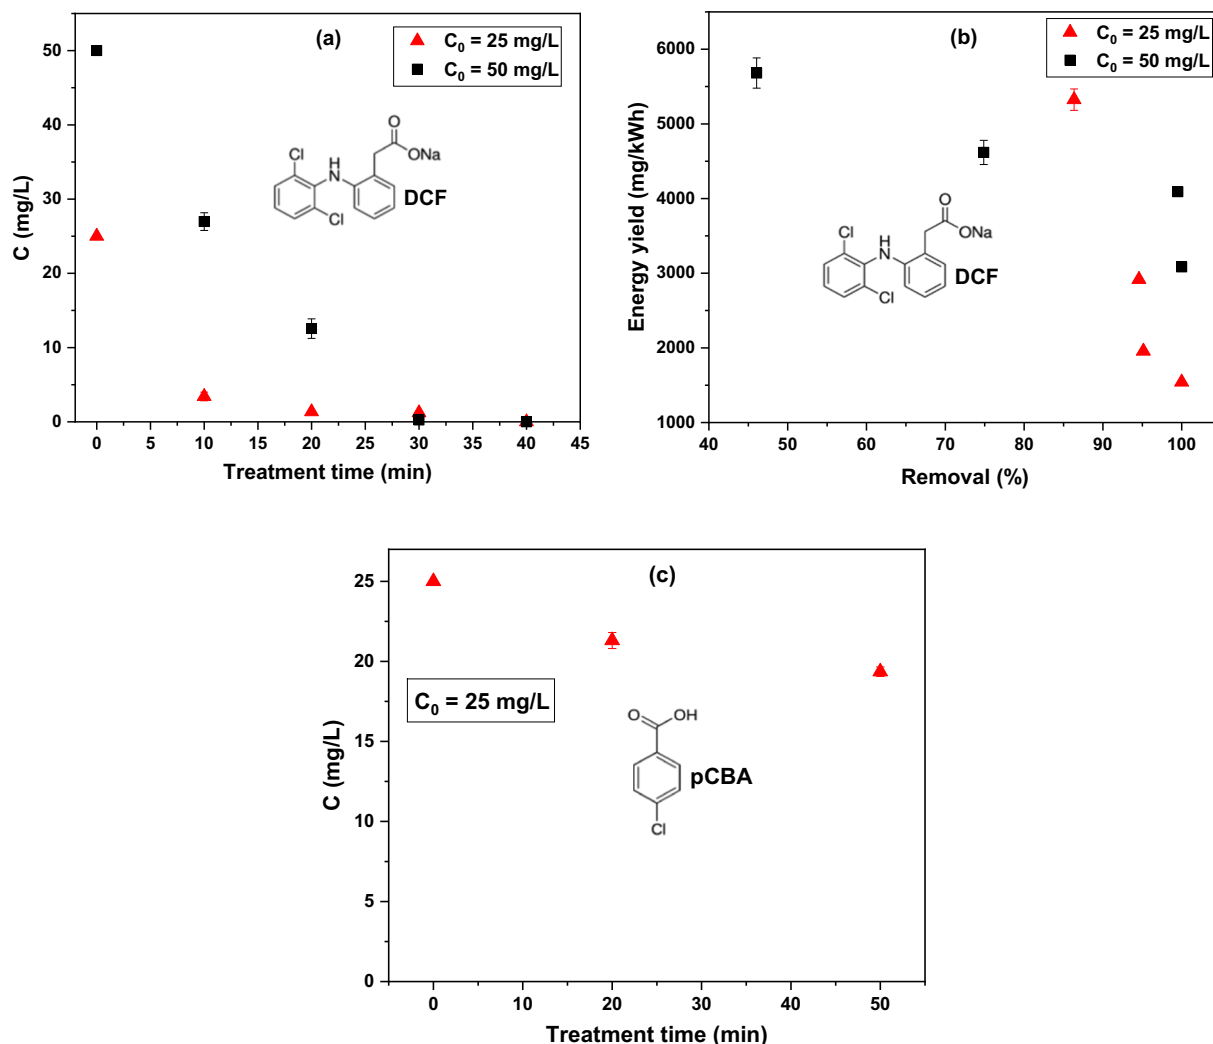 (a)
C₀ = 25 mg/L
C₀ = 50 mg/L
O
ONa
Cl
H
N
Cl
DCF
C (mg/L)
50
40
30
20
10
0
0 5 10 15 20 25 30 35 40 45
Treatment time (min)
(b)
C₀ = 25 mg/L
C₀ = 50 mg/L
O
ONa
Cl
H
N
Cl
DCF
Energy yield (mg/kWh)
6000
5000
4000
3000
2000
1000
40 50 60 70 80 90 100
Removal (%)
(c)
C₀ = 25 mg/L
O
OH
pCBA
Cl
C (mg/L)
25
20
15
10
5
0
0 10 20 30 40 50
Treatment time (min)